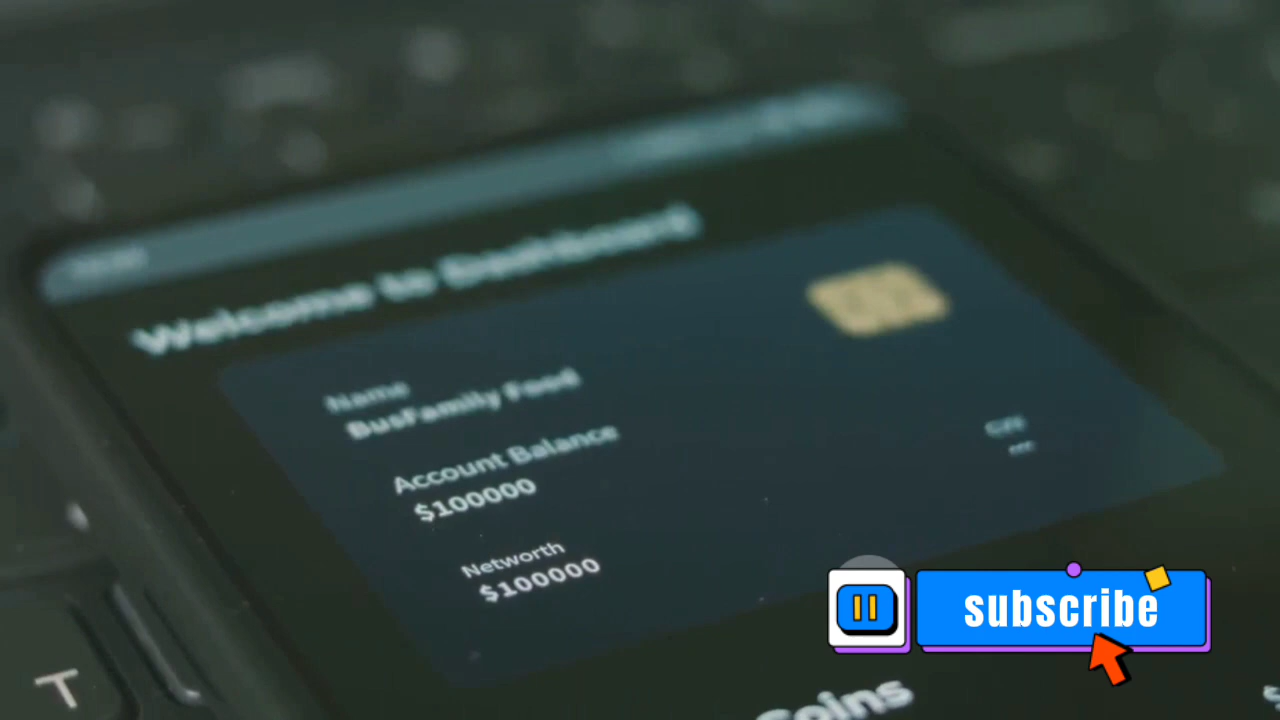 Welcome to Dashboard
Name
BusFamily Food
Account Balance
$100000
Networth
$100000
subscribe
Coins
T